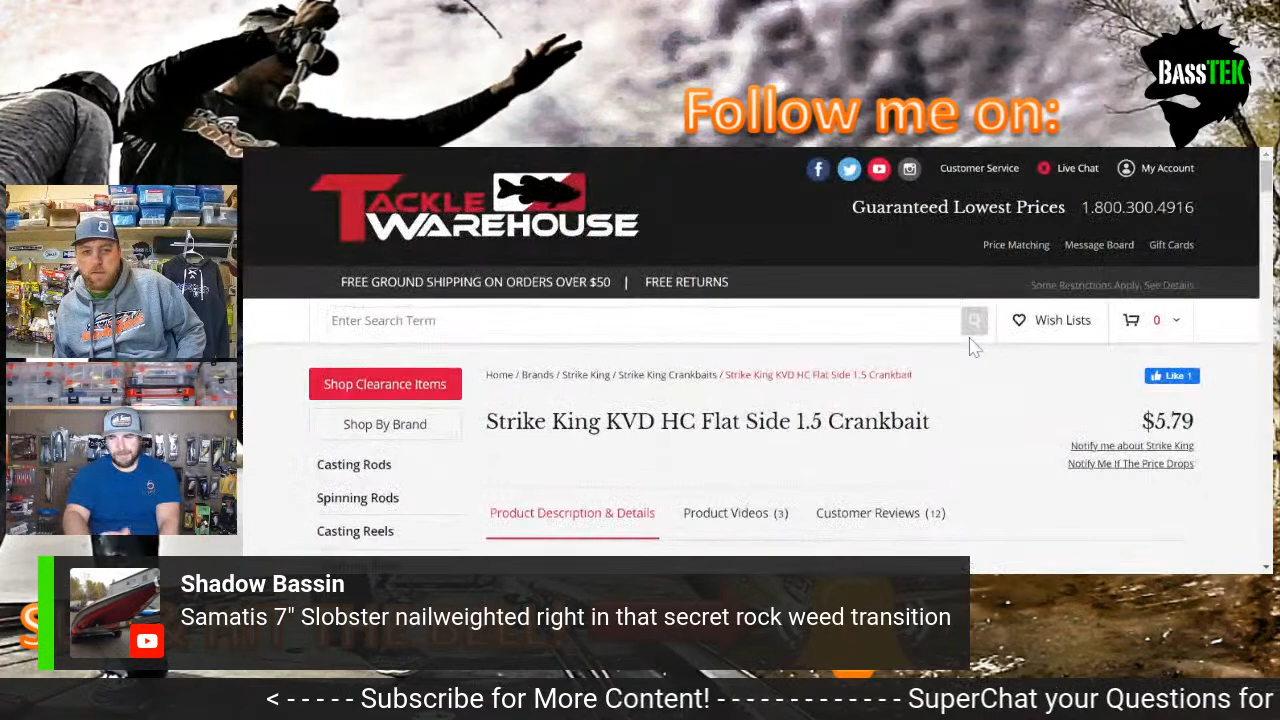 BASSTEK
Follow me on:
TACKLE
WAREHOUSE
Customer Service
Live Chat
My Account
Guaranteed Lowest Prices
1.800.300.4916
Price Matching
Message Board
Gift Cards
FREE GROUND SHIPPING ON ORDERS OVER $50 | FREE RETURNS
Some Restrictions Apply. See Details
Enter Search Term
Wish Lists
0
Shop Clearance Items
Home / Brands / Strike King / Strike King Crankbaits / Strike King KVD HC Flat Side 1.5 Crankbait
Like 1
Shop By Brand
Strike King KVD HC Flat Side 1.5 Crankbait
$5.79
Notify me about Strike King
Notify Me If The Price Drops
Casting Rods
Spinning Rods
Casting Reels
Product Description & Details
Product Videos (3)
Customer Reviews (12)
Shadow Bassin
Samatis 7" Slobster nailweighted right in that secret rock weed transition
< - - - - - Subscribe for More Content! - - - - - - - - - - - - - SuperChat your Questions for